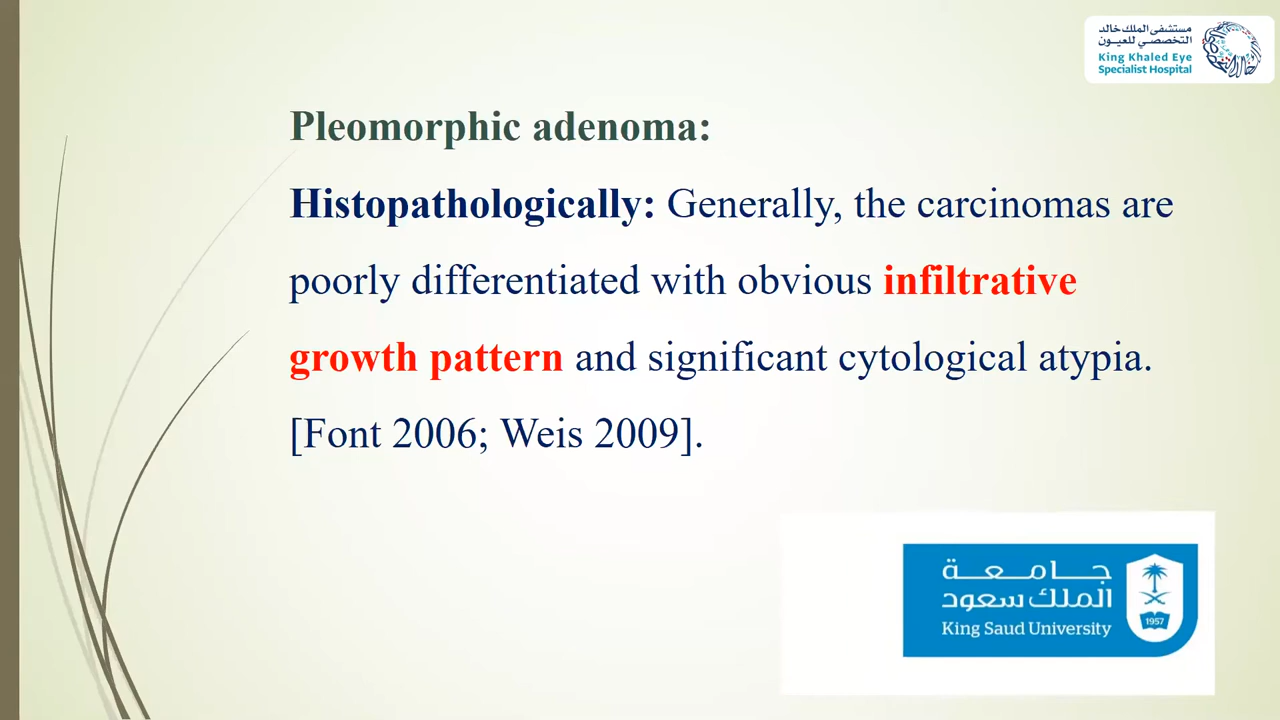 مستشفى الملك خالد
التخصصي للعيون
King Khaled Eye
Specialist Hospital
Pleomorphic adenoma:
Histopathologically: Generally, the carcinomas are
poorly differentiated with obvious infiltrative
growth pattern and significant cytological atypia.
[Font 2006; Weis 2009].
جامعة
الملك سعود
King Saud University
1957